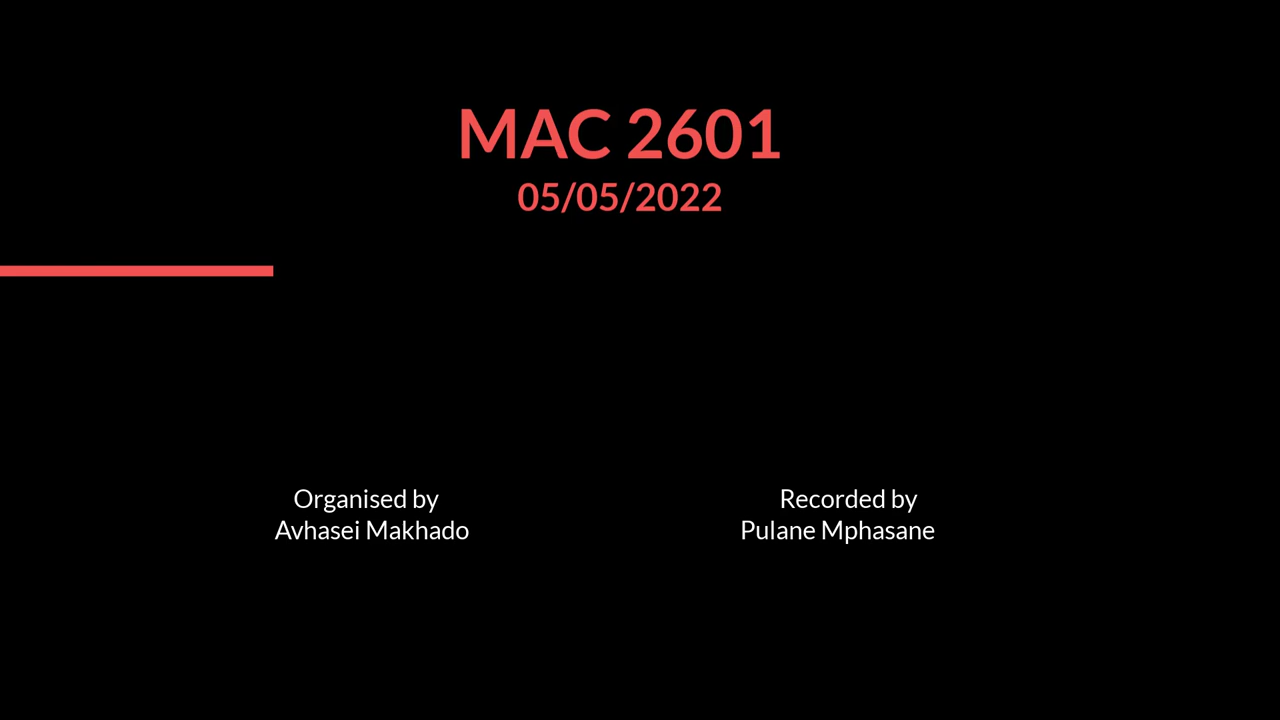 MAC 2601
05/05/2022
Organised by
Avhasei Makhado
Recorded by
Pulane Mphasane